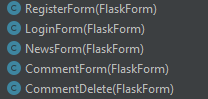 RegisterForm(FlaskForm)
LoginForm(FlaskForm)
NewsForm(FlaskForm)
CommentForm(FlaskForm)
CommentDelete(FlaskForm)